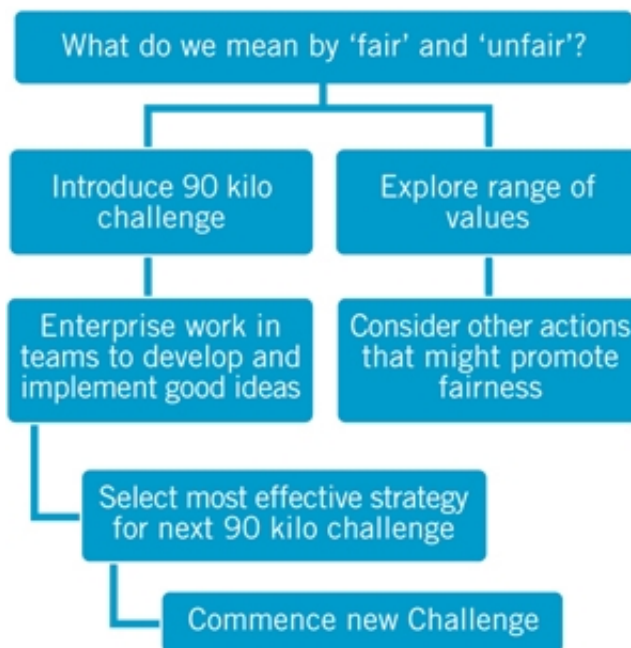 What do we mean by ‘fair’ and ‘unfair’?
Introduce 90 kilo
challenge
Explore range of
values
Enterprise work in
teams to develop and
implement good ideas
Consider other actions
that might promote
fairness
Select most effective strategy
for next 90 kilo challenge
Commence new Challenge